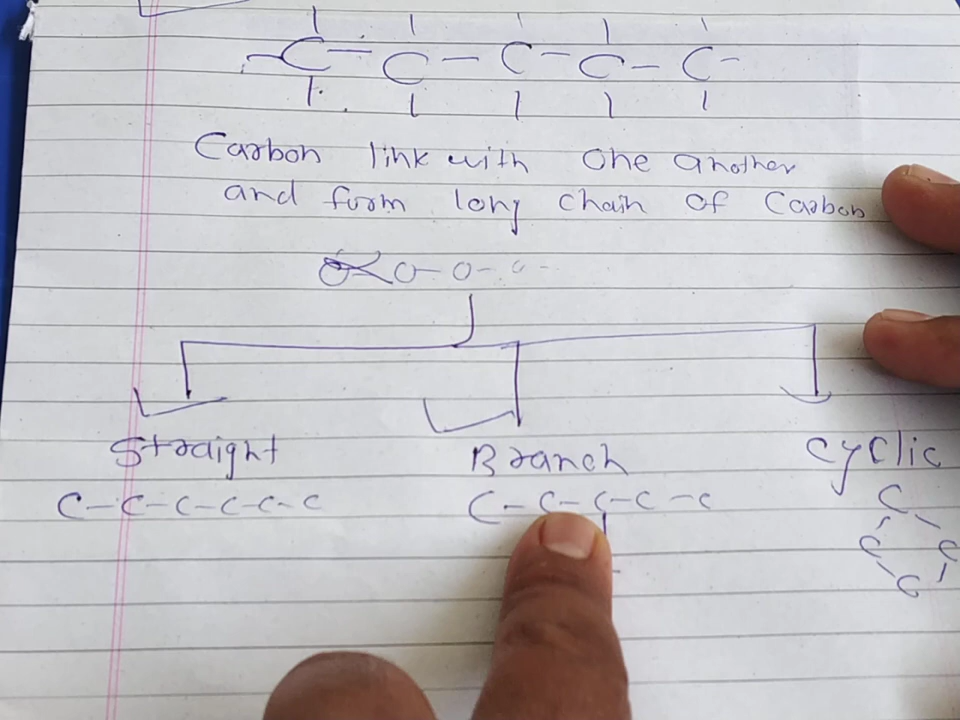 C - C - C - C - C -
Carbon link with one another
and form long chain of Carbon
Straight Branch Cyclic
C-C-C-C-C-C C-C-C-C-C C
C C
C